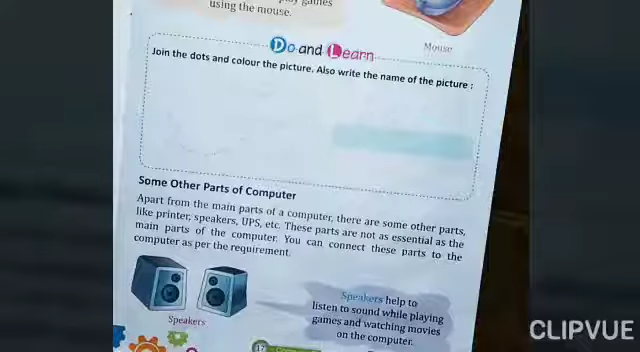 play games
using the mouse.
Mouse
Do and Learn
Join the dots and colour the picture. Also write the name of the picture :
Some Other Parts of Computer
Apart from the main parts of a computer, there are some other parts,
like printer, speakers, UPS, etc. These parts are not as essential as the
main parts of the computer. You can connect these parts to the
computer as per the requirement.
Speakers
Speakers help to
listen to sound while playing
games and watching movies
on the computer.
17
CLIPVUE